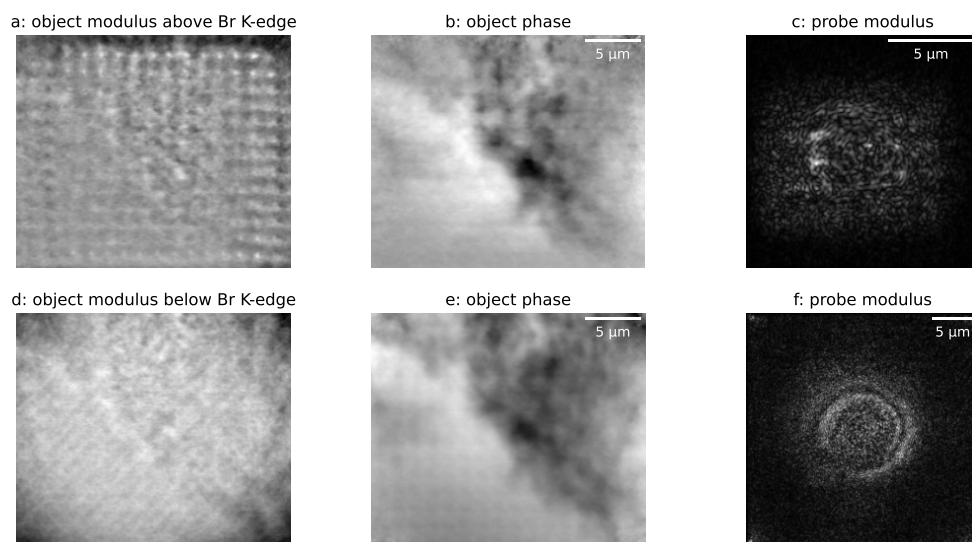 a: object modulus above Br K-edge
b: object phase
c: probe modulus
5 μm
5 μm
d: object modulus below Br K-edge
e: object phase
f: probe modulus
5 μm
5 μm